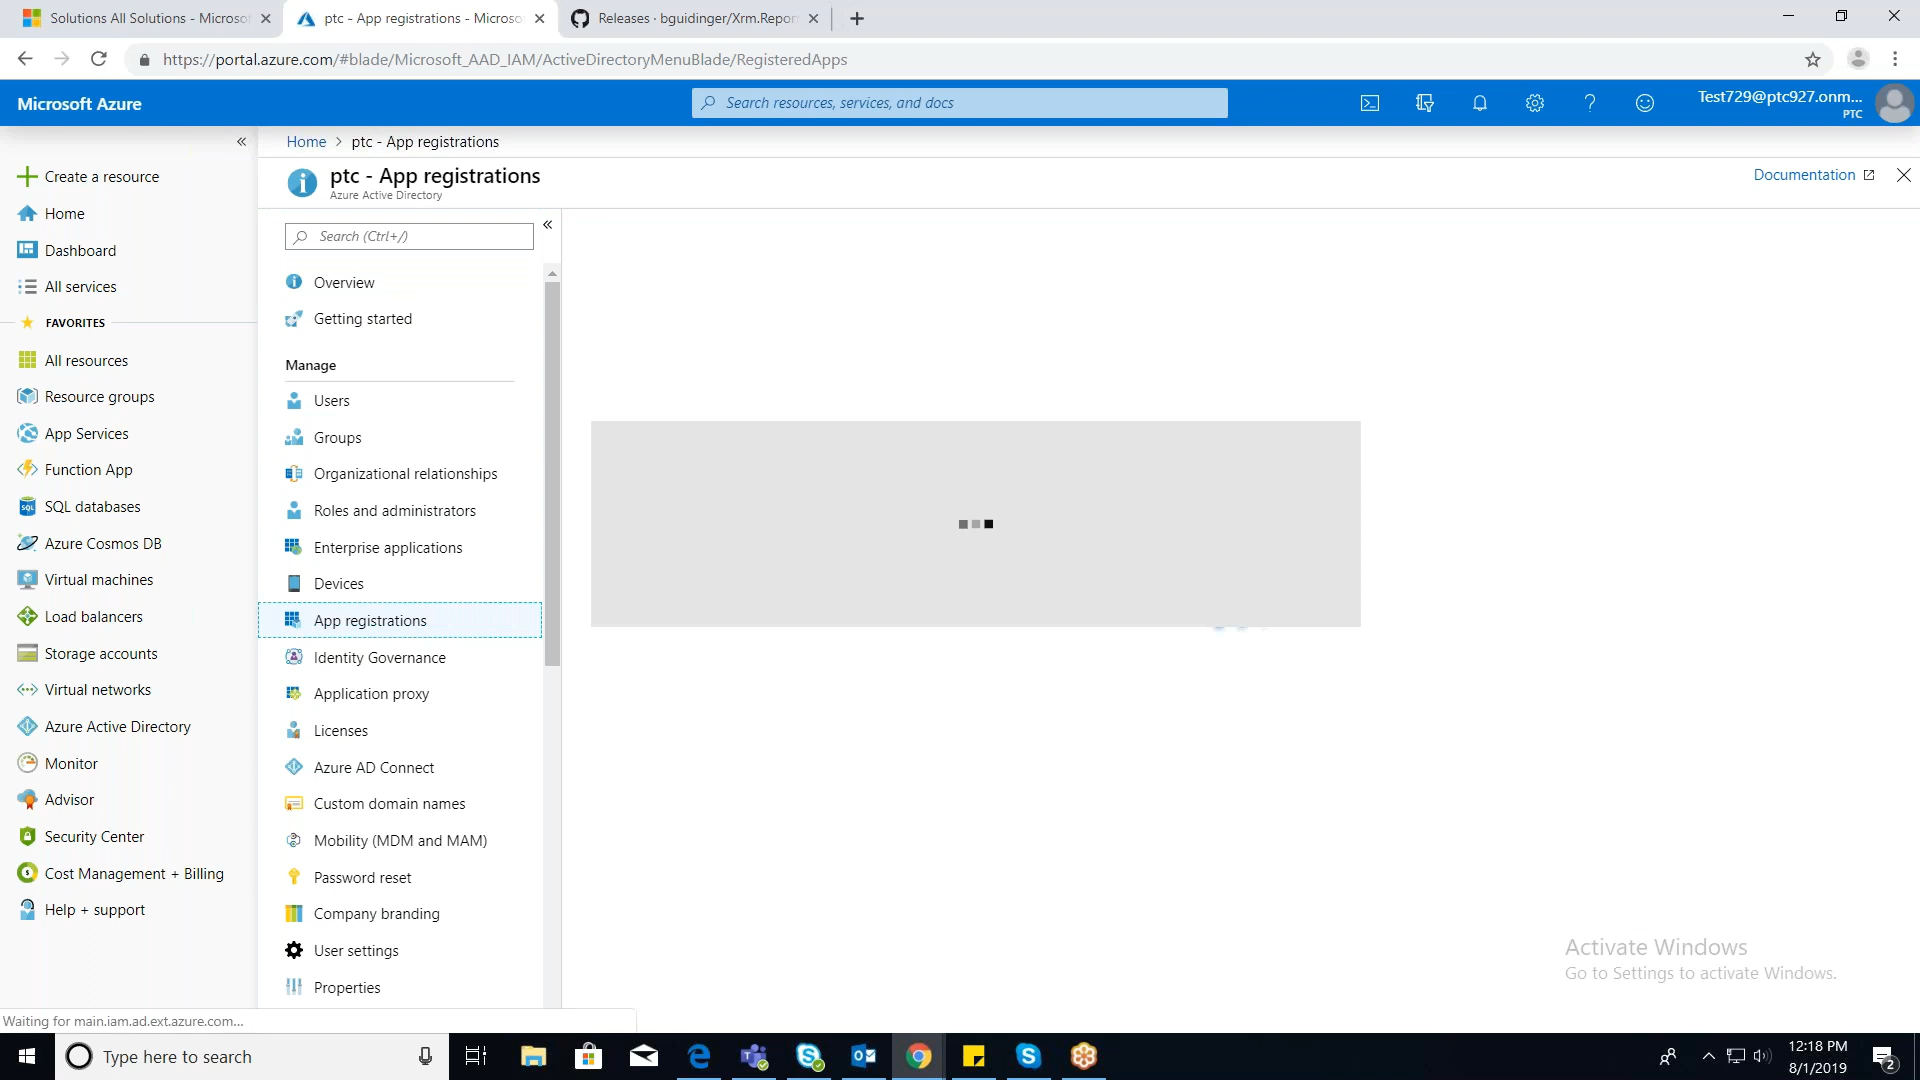 Solutions All Solutions - Microso
ptc - App registrations - Microso
Releases · bguidinger/Xrm.Repor
https://portal.azure.com/#blade/Microsoft_AAD_IAM/ActiveDirectoryMenuBlade/RegisteredApps
Microsoft Azure
Search resources, services, and docs
Test729@ptc927.onm...
PTC
Home > ptc - App registrations
ptc - App registrations
Azure Active Directory
Documentation
Create a resource
Home
Dashboard
All services
FAVORITES
All resources
Resource groups
App Services
Function App
SQL databases
Azure Cosmos DB
Virtual machines
Load balancers
Storage accounts
Virtual networks
Azure Active Directory
Monitor
Advisor
Security Center
Cost Management + Billing
Help + support
Search (Ctrl+/)
Overview
Getting started
Manage
Users
Groups
Organizational relationships
Roles and administrators
Enterprise applications
Devices
App registrations
Identity Governance
Application proxy
Licenses
Azure AD Connect
Custom domain names
Mobility (MDM and MAM)
Password reset
Company branding
User settings
Properties
Activate Windows
Go to Settings to activate Windows.
Waiting for main.iam.ad.ext.azure.com...
Type here to search
12:18 PM
8/1/2019
2